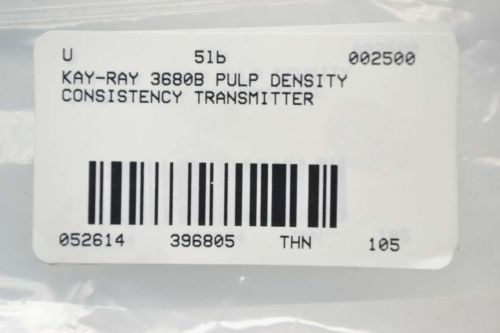 U 51b 002500
KAY-RAY 3680B PULP DENSITY
CONSISTENCY TRANSMITTER
052614 396805 THN 105